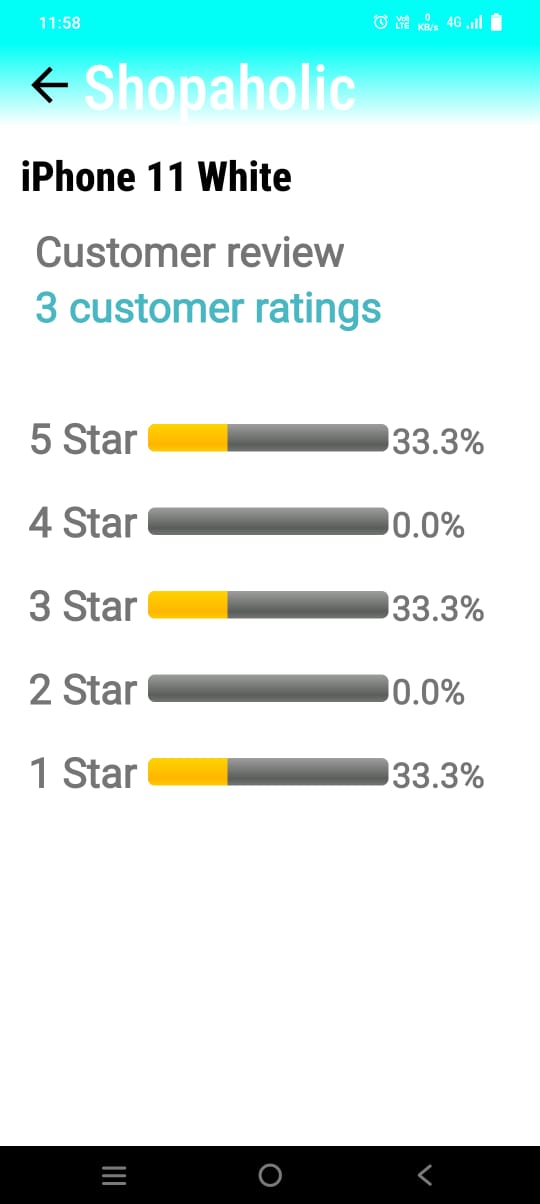 11:58
Vo) LTE 0 KB/s 4G
Shopaholic
iPhone 11 White
Customer review
3 customer ratings
5 Star 33.3%
4 Star 0.0%
3 Star 33.3%
2 Star 0.0%
1 Star 33.3%